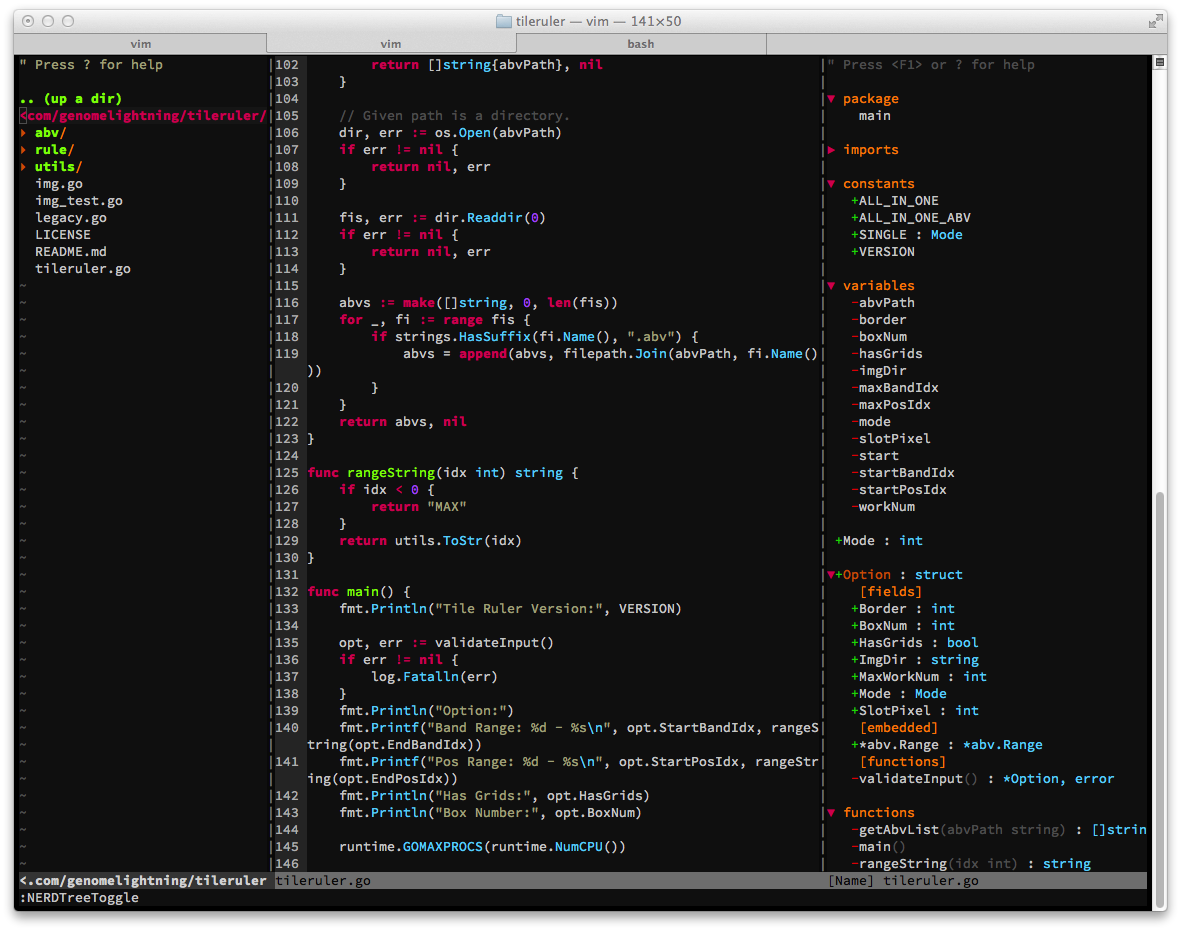 tileruler — vim — 141×50
vim
vim
bash
" Press ? for help
.. (up a dir)
<com/genomelightning/tileruler/
▸ abv/
▸ rule/
▸ utils/
img.go
img_test.go
legacy.go
LICENSE
README.md
tileruler.go
102         return []string{abvPath}, nil
103     }
104
105     // Given path is a directory.
106     dir, err := os.Open(abvPath)
107     if err != nil {
108         return nil, err
109     }
110
111     fis, err := dir.Readdir(0)
112     if err != nil {
113         return nil, err
114     }
115
116     abvs := make([]string, 0, len(fis))
117     for _, fi := range fis {
118         if strings.HasSuffix(fi.Name(), ".abv") {
119             abvs = append(abvs, filepath.Join(abvPath, fi.Name()
))
120         }
121     }
122     return abvs, nil
123 }
124
125 func rangeString(idx int) string {
126     if idx < 0 {
127         return "MAX"
128     }
129     return utils.ToStr(idx)
130 }
131
132 func main() {
133     fmt.Println("Tile Ruler Version:", VERSION)
134
135     opt, err := validateInput()
136     if err != nil {
137         log.Fatalln(err)
138     }
139     fmt.Println("Option:")
140     fmt.Printf("Band Range: %d - %s\n", opt.StartBandIdx, rangeS
tring(opt.EndBandIdx))
141     fmt.Printf("Pos Range: %d - %s\n", opt.StartPosIdx, rangeStr
ing(opt.EndPosIdx))
142     fmt.Println("Has Grids:", opt.HasGrids)
143     fmt.Println("Box Number:", opt.BoxNum)
144
145     runtime.GOMAXPROCS(runtime.NumCPU())
146
" Press <F1> or ? for help
▼ package
main
▶ imports
▼ constants
+ALL_IN_ONE
+ALL_IN_ONE_ABV
+SINGLE : Mode
+VERSION
▼ variables
-abvPath
-border
-boxNum
-hasGrids
-imgDir
-maxBandIdx
-maxPosIdx
-mode
-slotPixel
-start
-startBandIdx
-startPosIdx
-workNum
+Mode : int
▼+Option : struct
[fields]
+Border : int
+BoxNum : int
+HasGrids : bool
+ImgDir : string
+MaxWorkNum : int
+Mode : Mode
+SlotPixel : int
[embedded]
+*abv.Range : *abv.Range
[functions]
-validateInput() : *Option, error
▼ functions
-getAbvList(abvPath string) : []strin
-main()
-rangeString(idx int) : string
<.com/genomelightning/tileruler tileruler.go [Name] tileruler.go
:NERDTreeToggle